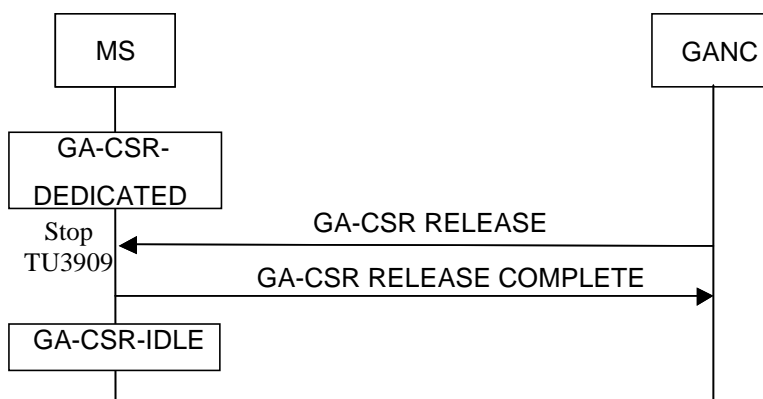 MS
GANC
GA-CSR-
DEDICATED
Stop
TU3909
GA-CSR RELEASE
GA-CSR RELEASE COMPLETE
GA-CSR-IDLE